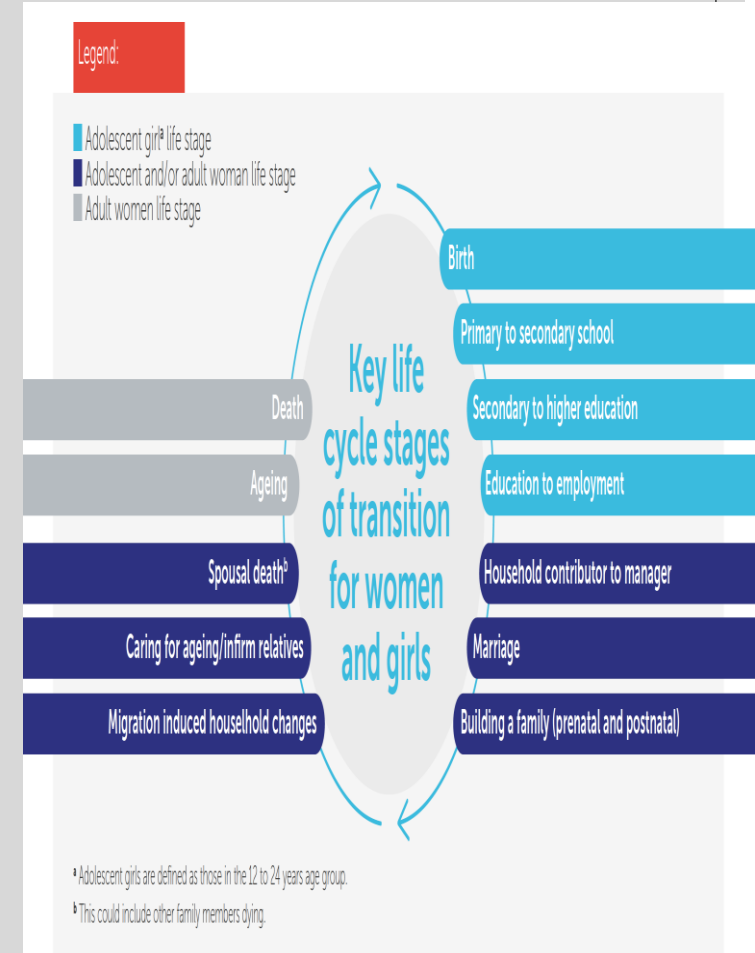 Legend:
Adolescent girlª life stage
Adolescent and/or adult woman life stage
Adult women life stage
Birth
Primary to secondary school
Secondary to higher education
Education to employment
Household contributor to manager
Marriage
Building a family (prenatal and postnatal)
Key life
cycle stages
of transition
for women
and girls
Death
Ageing
Spousal deathᵇ
Caring for ageing/infirm relatives
Migration induced houselhold changes
ª Adolescent girls are defined as those in the 12 to 24 years age group.
ᵇ This could include other family members dying.